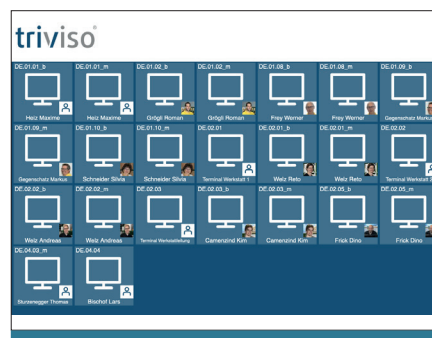 triviso
DE.01.01_b DE.01.01_m DE.01.02_b DE.01.02_m DE.01.08_b DE.01.08_m DE.01.09_b
Heiz Maxime Heiz Maxime Grögli Roman Grögli Roman Frey Werner Frey Werner Gegenschatz Markus
DE.01.09_m DE.01.10_b DE.01.10_m DE.02.01 DE.02.01_b DE.02.01_m DE.02.02
Gegenschatz Markus Schneider Silvia Schneider Silvia Terminal Werkstatt 1 Welz Reto Welz Reto Terminal Werkstatt 2
DE.02.02_b DE.02.02_m DE.02.03 DE.02.03_b DE.02.03_m DE.02.05_b DE.02.05_m
Welz Andreas Welz Andreas Terminal Werkstattleitung Camenzind Kim Camenzind Kim Frick Dino Frick Dino
DE.04.03_m DE.04.04
Sturzenegger Thomas Bischof Lars